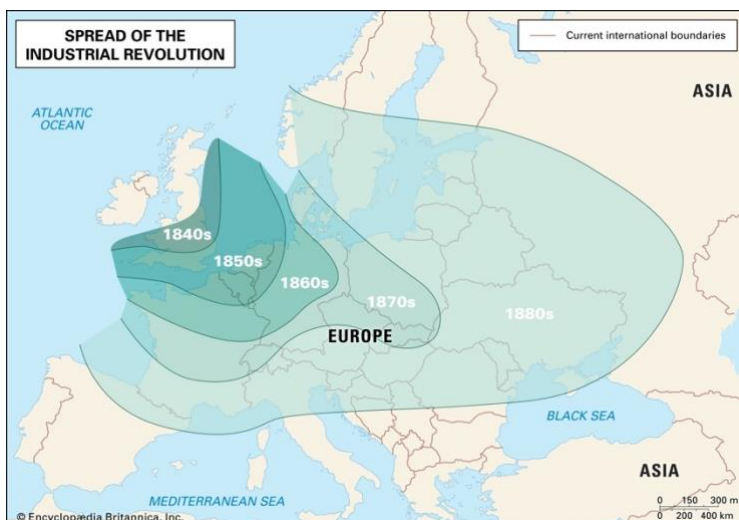 SPREAD OF THE
INDUSTRIAL REVOLUTION
Current international boundaries
ASIA
ATLANTIC
OCEAN
1840s
1850s
1860s
1870s
1880s
EUROPE
BLACK SEA
ASIA
MEDITERRANEAN SEA
0 150 300 mi
0 200 400 km
© Encyclopædia Britannica, Inc.